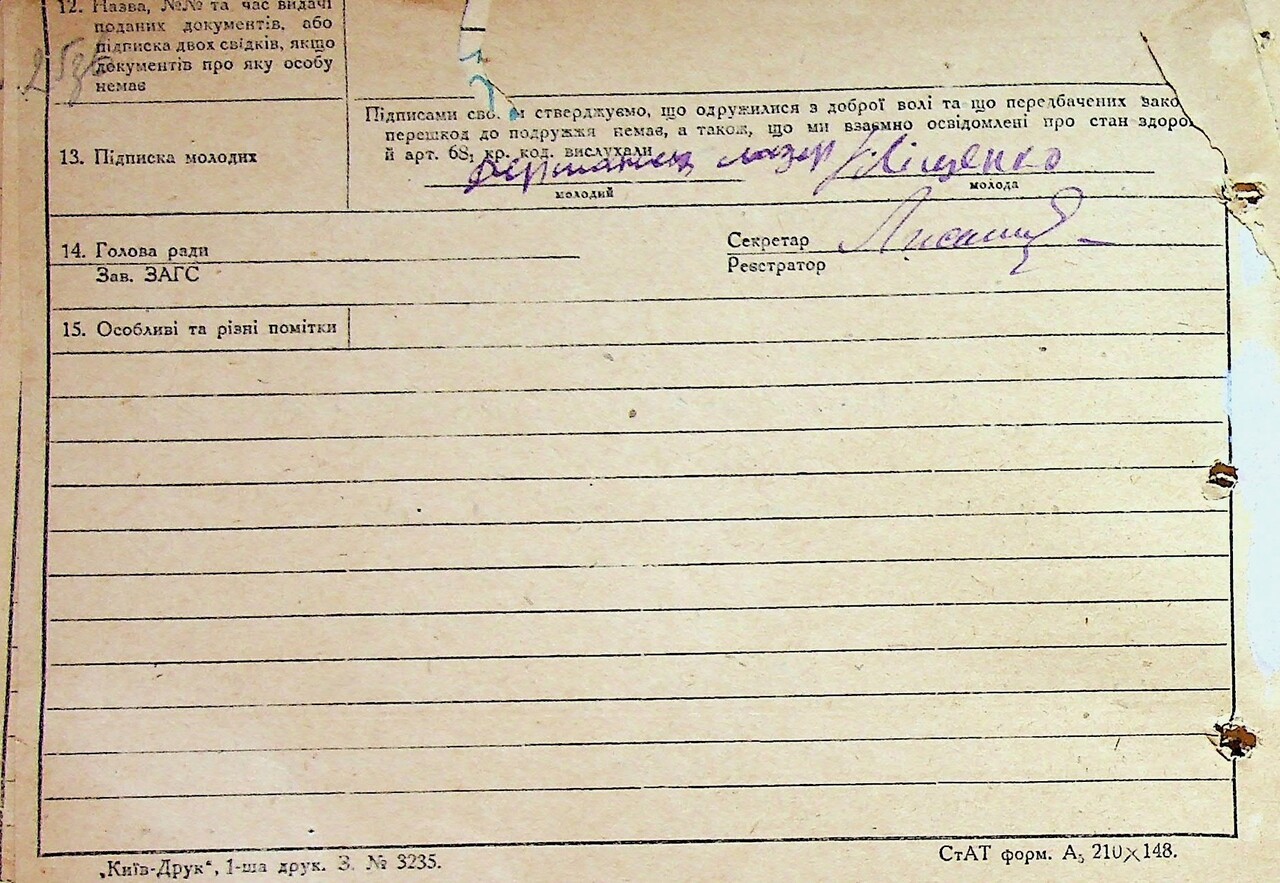 12. Назва, №№ та час видачі
поданих документів, або
підписка двох свідків, якщо
документів про яку особу
немає
Підписами сво. м стверджуємо, що одружилися з доброї волі та що передбачених зако
перешкод до подружжя немає, а також, що ми взаємно освідомлені про стан здоро
13. Підписка молодих
й арт. 68, кр. код. вислухали
лазер Міщенко
молодий молода
14. Голова ради
Зав. ЗАГС
Секретар
Реєстратор
15. Особливі та різні помітки
„Київ-Друк“, 1-ша друк. З. № 3235.
СтАТ форм. А₅ 210×148.